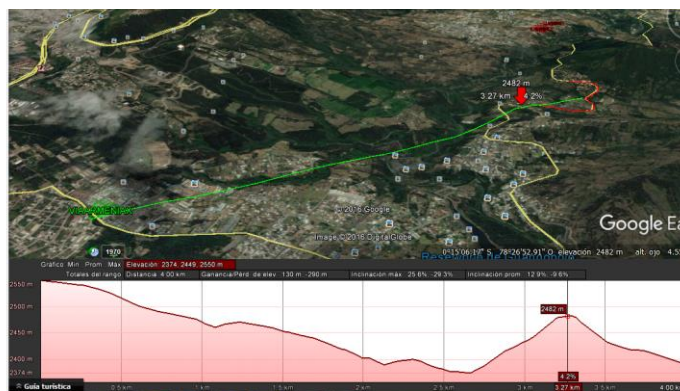 2482 m
3.27 km 4.2%
© 2016 Google
Image © 2016 DigitalGlobe
Google Ea
1970
0°15'06.17" S, 78°26'52.91" O elevación 2482 m alt. ojo 4.5
Gráfico: Mín. Prom. Máx. Elevación: 2374, 2449, 2550 m
Totales del rango: Distancia: 4.00 km Ganancia/Pérd. de elev.: 130 m, -290 m Inclinación máx.: 25.6%, -29.3% Inclinación prom.: 12.9%, -9.6%
2550 m
2500 m
2450 m
2400 m
2374 m
2482 m
4.2%
Guía turística
0.5 km 1 km 1.5 km 2 km 2.5 km 3 km 3.27 km 3.5 km 4.00 k